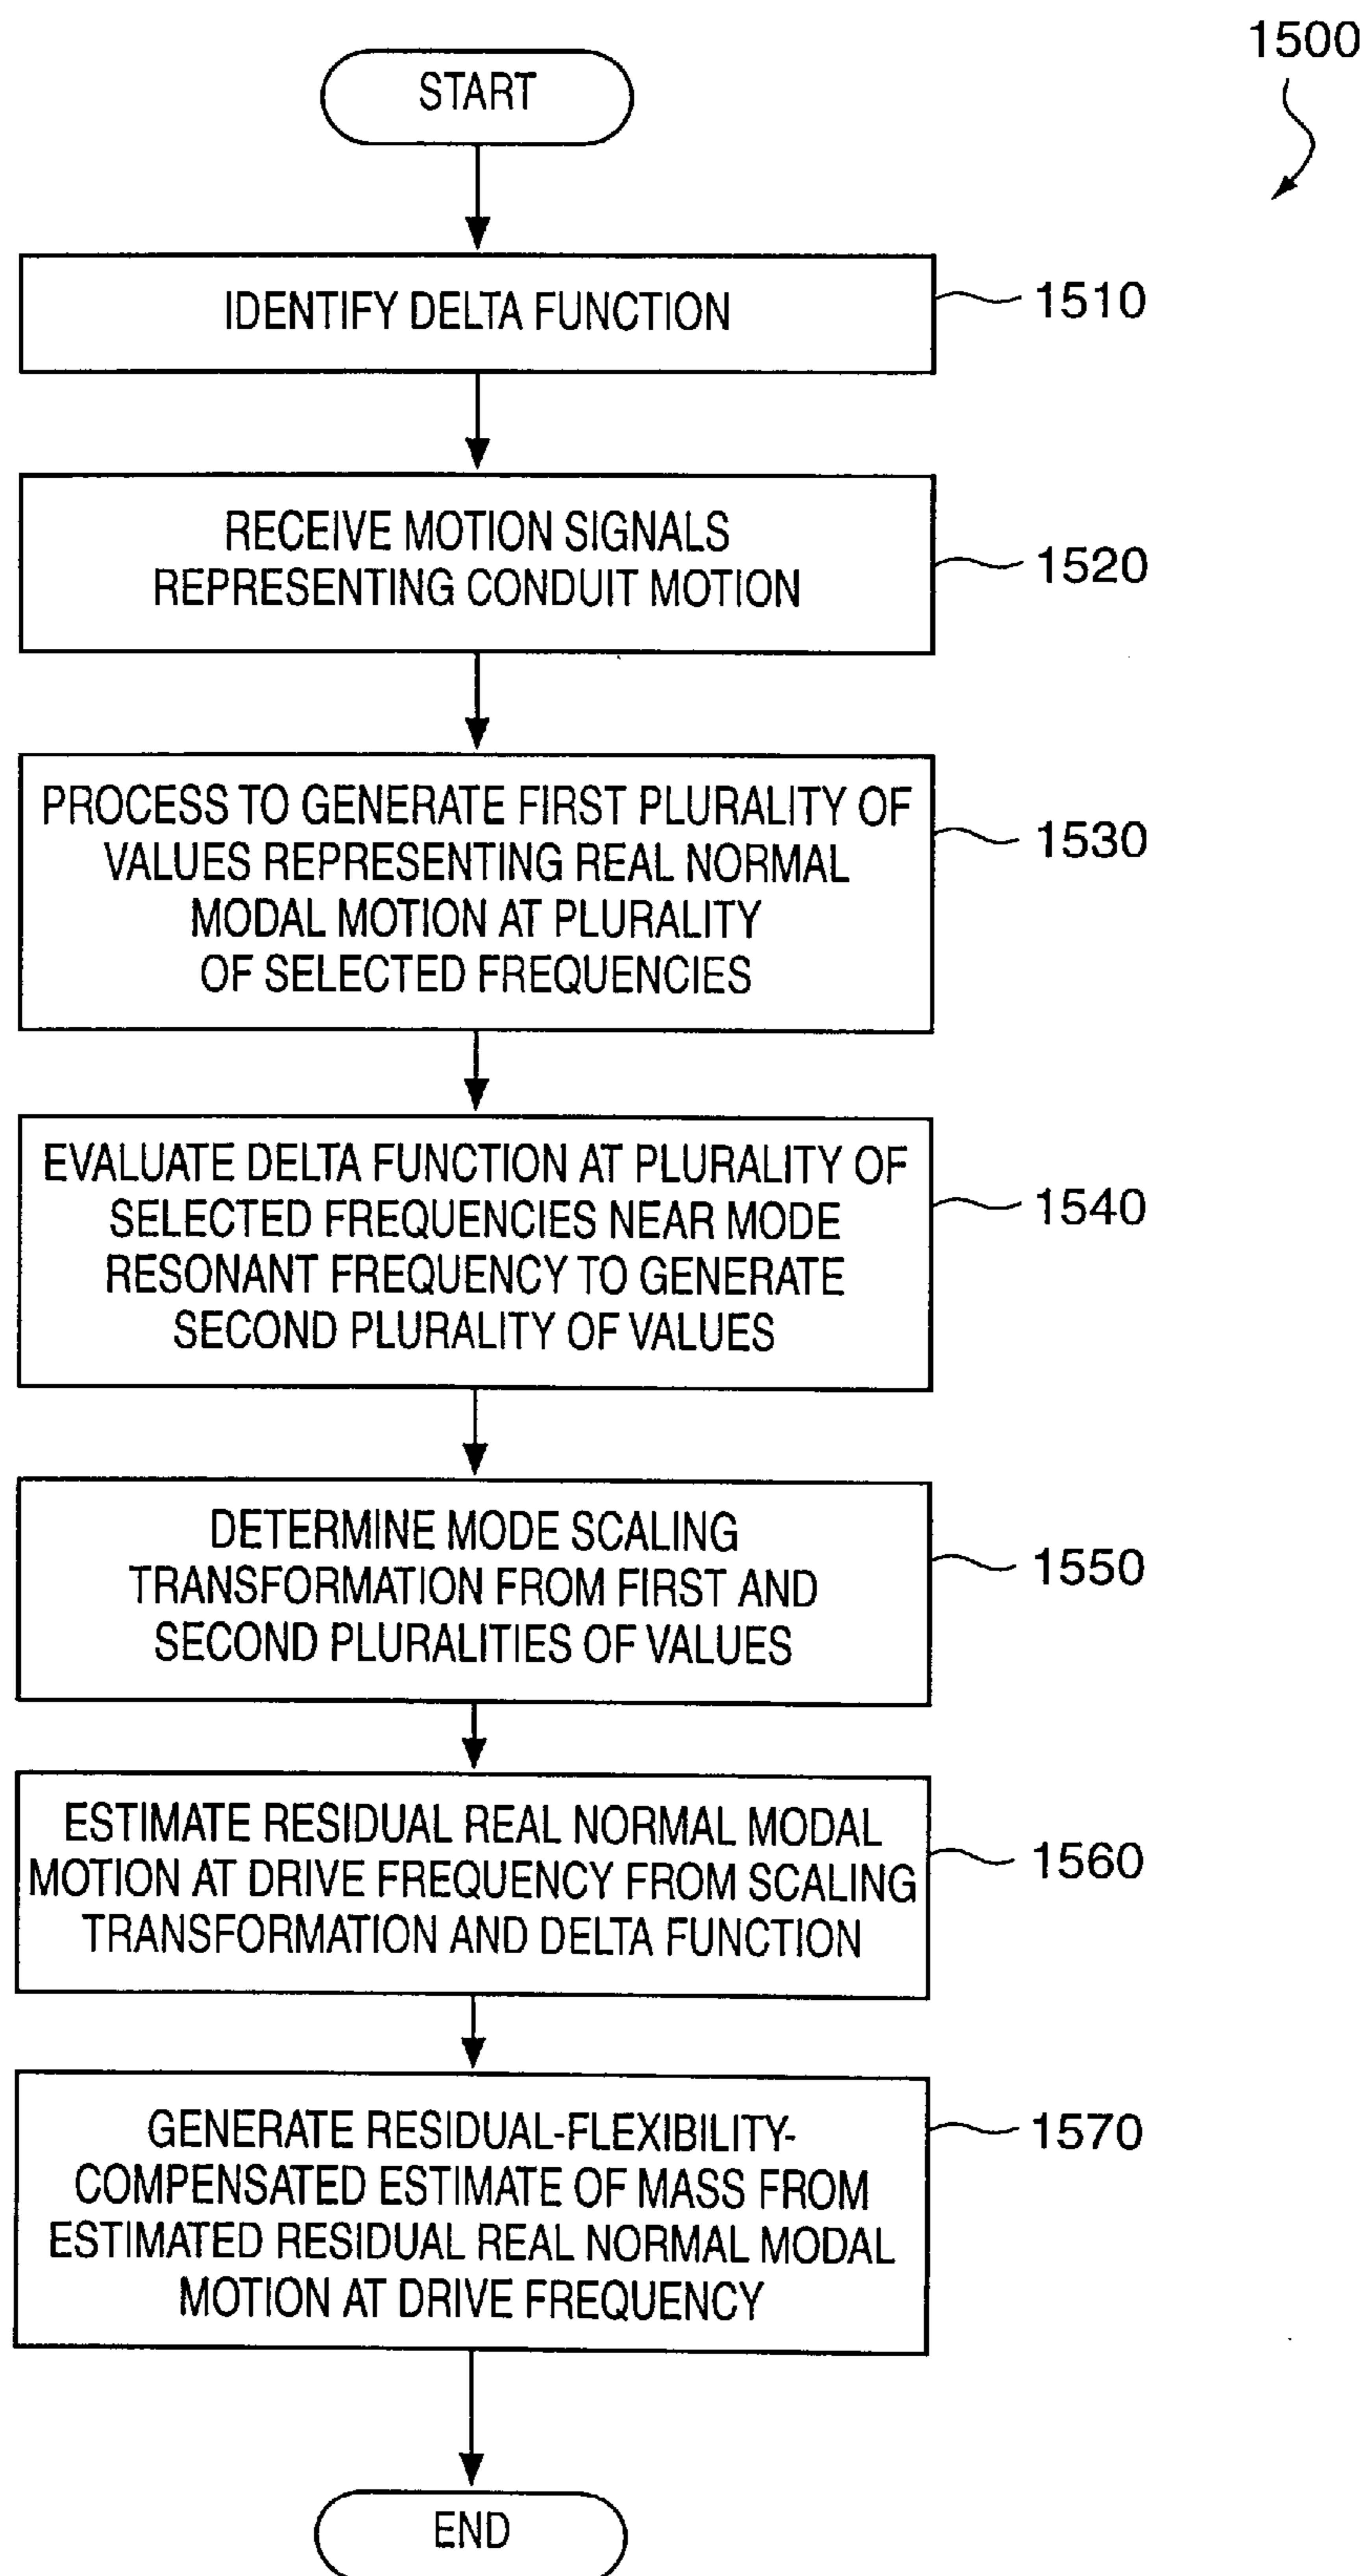 1500
START
IDENTIFY DELTA FUNCTION
1510
RECEIVE MOTION SIGNALS
REPRESENTING CONDUIT MOTION
1520
PROCESS TO GENERATE FIRST PLURALITY OF
VALUES REPRESENTING REAL NORMAL
MODAL MOTION AT PLURALITY
OF SELECTED FREQUENCIES
1530
EVALUATE DELTA FUNCTION AT PLURALITY OF
SELECTED FREQUENCIES NEAR MODE
RESONANT FREQUENCY TO GENERATE
SECOND PLURALITY OF VALUES
1540
DETERMINE MODE SCALING
TRANSFORMATION FROM FIRST AND
SECOND PLURALITIES OF VALUES
1550
ESTIMATE RESIDUAL REAL NORMAL MODAL
MOTION AT DRIVE FREQUENCY FROM SCALING
TRANSFORMATION AND DELTA FUNCTION
1560
GENERATE RESIDUAL-FLEXIBILITY-
COMPENSATED ESTIMATE OF MASS FROM
ESTIMATED RESIDUAL REAL NORMAL MODAL
MOTION AT DRIVE FREQUENCY
1570
END